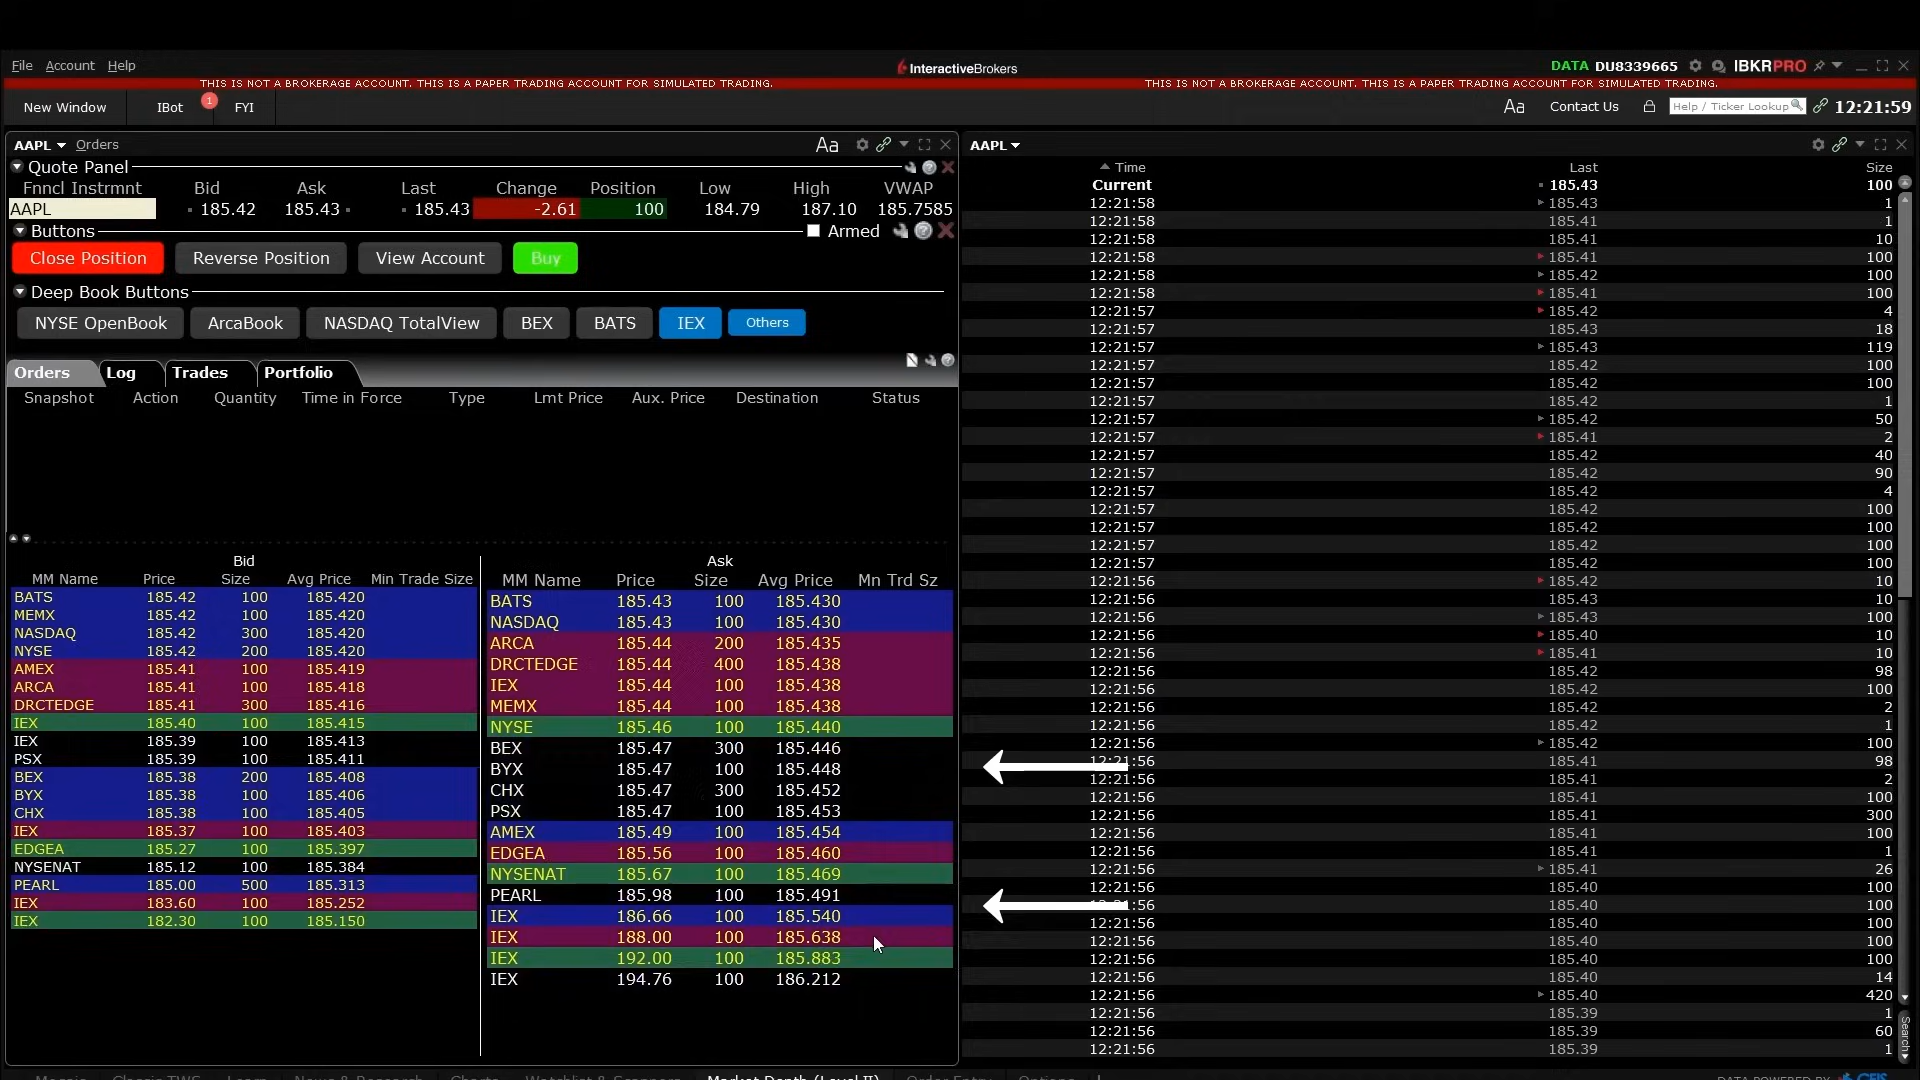 File Account Help InteractiveBrokers DATA DU8339665 IBKRPRO
THIS IS NOT A BROKERAGE ACCOUNT. THIS IS A PAPER TRADING ACCOUNT FOR SIMULATED TRADING. THIS IS NOT A BROKERAGE ACCOUNT. THIS IS A PAPER TRADING ACCOUNT FOR SIMULATED TRADING.
New Window IBot 1 FYI Aa Contact Us Help / Ticker Lookup 12:21:59
AAPL Orders Aa
Quote Panel
Fnncl Instrmnt Bid Ask Last Change Position Low High VWAP
AAPL 185.42 185.43 185.43 -2.61 100 184.79 187.10 185.7585
Buttons Armed
Close Position Reverse Position View Account Buy
Deep Book Buttons
NYSE OpenBook ArcaBook NASDAQ TotalView BEX BATS IEX Others
Orders Log Trades Portfolio
Snapshot Action Quantity Time in Force Type Lmt Price Aux. Price Destination Status
Bid
MM Name Price Size Avg Price Min Trade Size
BATS 185.42 100 185.420
MEMX 185.42 100 185.420
NASDAQ 185.42 300 185.420
NYSE 185.42 200 185.420
AMEX 185.41 100 185.419
ARCA 185.41 100 185.418
DRCTEDGE 185.41 300 185.416
IEX 185.40 100 185.415
IEX 185.39 100 185.413
PSX 185.39 100 185.411
BEX 185.38 200 185.408
BYX 185.38 100 185.406
CHX 185.38 100 185.405
IEX 185.37 100 185.403
EDGEA 185.27 100 185.397
NYSENAT 185.12 100 185.384
PEARL 185.00 500 185.313
IEX 183.60 100 185.252
IEX 182.30 100 185.150
Ask
MM Name Price Size Avg Price Mn Trd Sz
BATS 185.43 100 185.430
NASDAQ 185.43 100 185.430
ARCA 185.44 200 185.435
DRCTEDGE 185.44 400 185.438
IEX 185.44 100 185.438
MEMX 185.44 100 185.438
NYSE 185.46 100 185.440
BEX 185.47 300 185.446
BYX 185.47 100 185.448
CHX 185.47 300 185.452
PSX 185.47 100 185.453
AMEX 185.49 100 185.454
EDGEA 185.56 100 185.460
NYSENAT 185.67 100 185.469
PEARL 185.98 100 185.491
IEX 186.66 100 185.540
IEX 188.00 100 185.638
IEX 192.00 100 185.883
IEX 194.76 100 186.212
AAPL
Time Last Size
Current 185.43 100
12:21:58 185.43 1
12:21:58 185.41 1
12:21:58 185.41 10
12:21:58 185.41 100
12:21:58 185.42 100
12:21:58 185.41 100
12:21:57 185.42 4
12:21:57 185.43 18
12:21:57 185.43 119
12:21:57 185.42 100
12:21:57 185.42 100
12:21:57 185.42 1
12:21:57 185.42 50
12:21:57 185.41 2
12:21:57 185.42 40
12:21:57 185.42 90
12:21:57 185.42 4
12:21:57 185.42 100
12:21:57 185.42 100
12:21:57 185.42 100
12:21:57 185.42 100
12:21:56 185.42 10
12:21:56 185.43 10
12:21:56 185.43 100
12:21:56 185.40 10
12:21:56 185.41 10
12:21:56 185.42 98
12:21:56 185.42 100
12:21:56 185.42 2
12:21:56 185.42 1
12:21:56 185.42 100
12:21:56 185.41 98
12:21:56 185.41 2
12:21:56 185.41 100
12:21:56 185.41 300
12:21:56 185.41 100
12:21:56 185.41 1
12:21:56 185.41 26
12:21:56 185.40 100
:56 185.40 100
12:21:56 185.40 100
12:21:56 185.40 100
12:21:56 185.40 100
12:21:56 185.40 14
12:21:56 185.40 420
12:21:56 185.39 1
12:21:56 185.39 60
12:21:56 185.39 1
Search
Mosaic Classic TWS Learn News & Research Charts Watchlist & Scanners Market Depth (Level II) Order Entry Options DATA POWERED BY